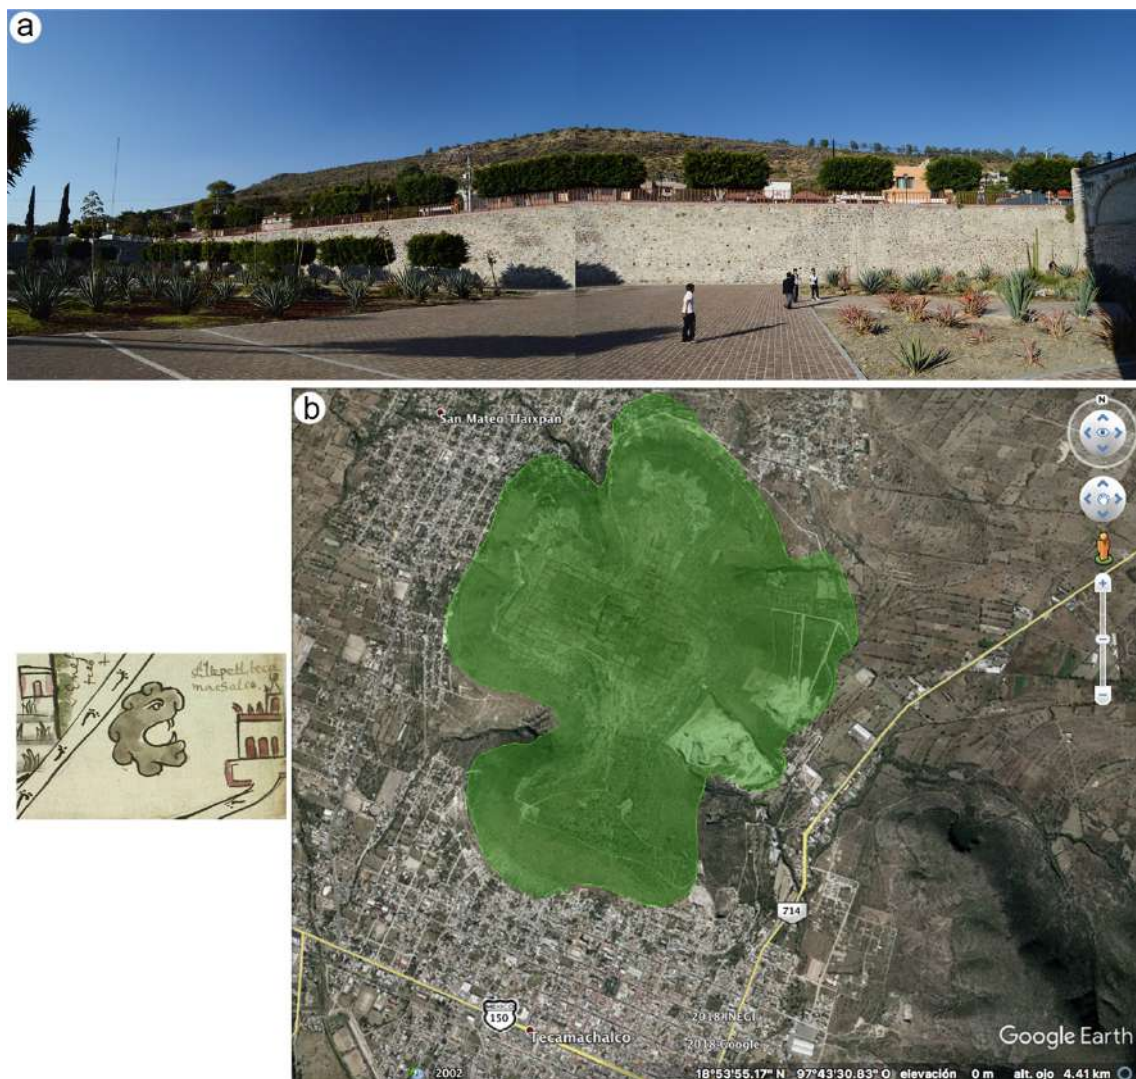 a
b
San Mateo Tlaixpan
N
714
MEXICO
150
Tecamachalco
2018 INEGI
2018 Google
Google Earth
2002
18°53'55.17" N 97°43'30.83" O elevación 0 m alt. ojo 4.41 km